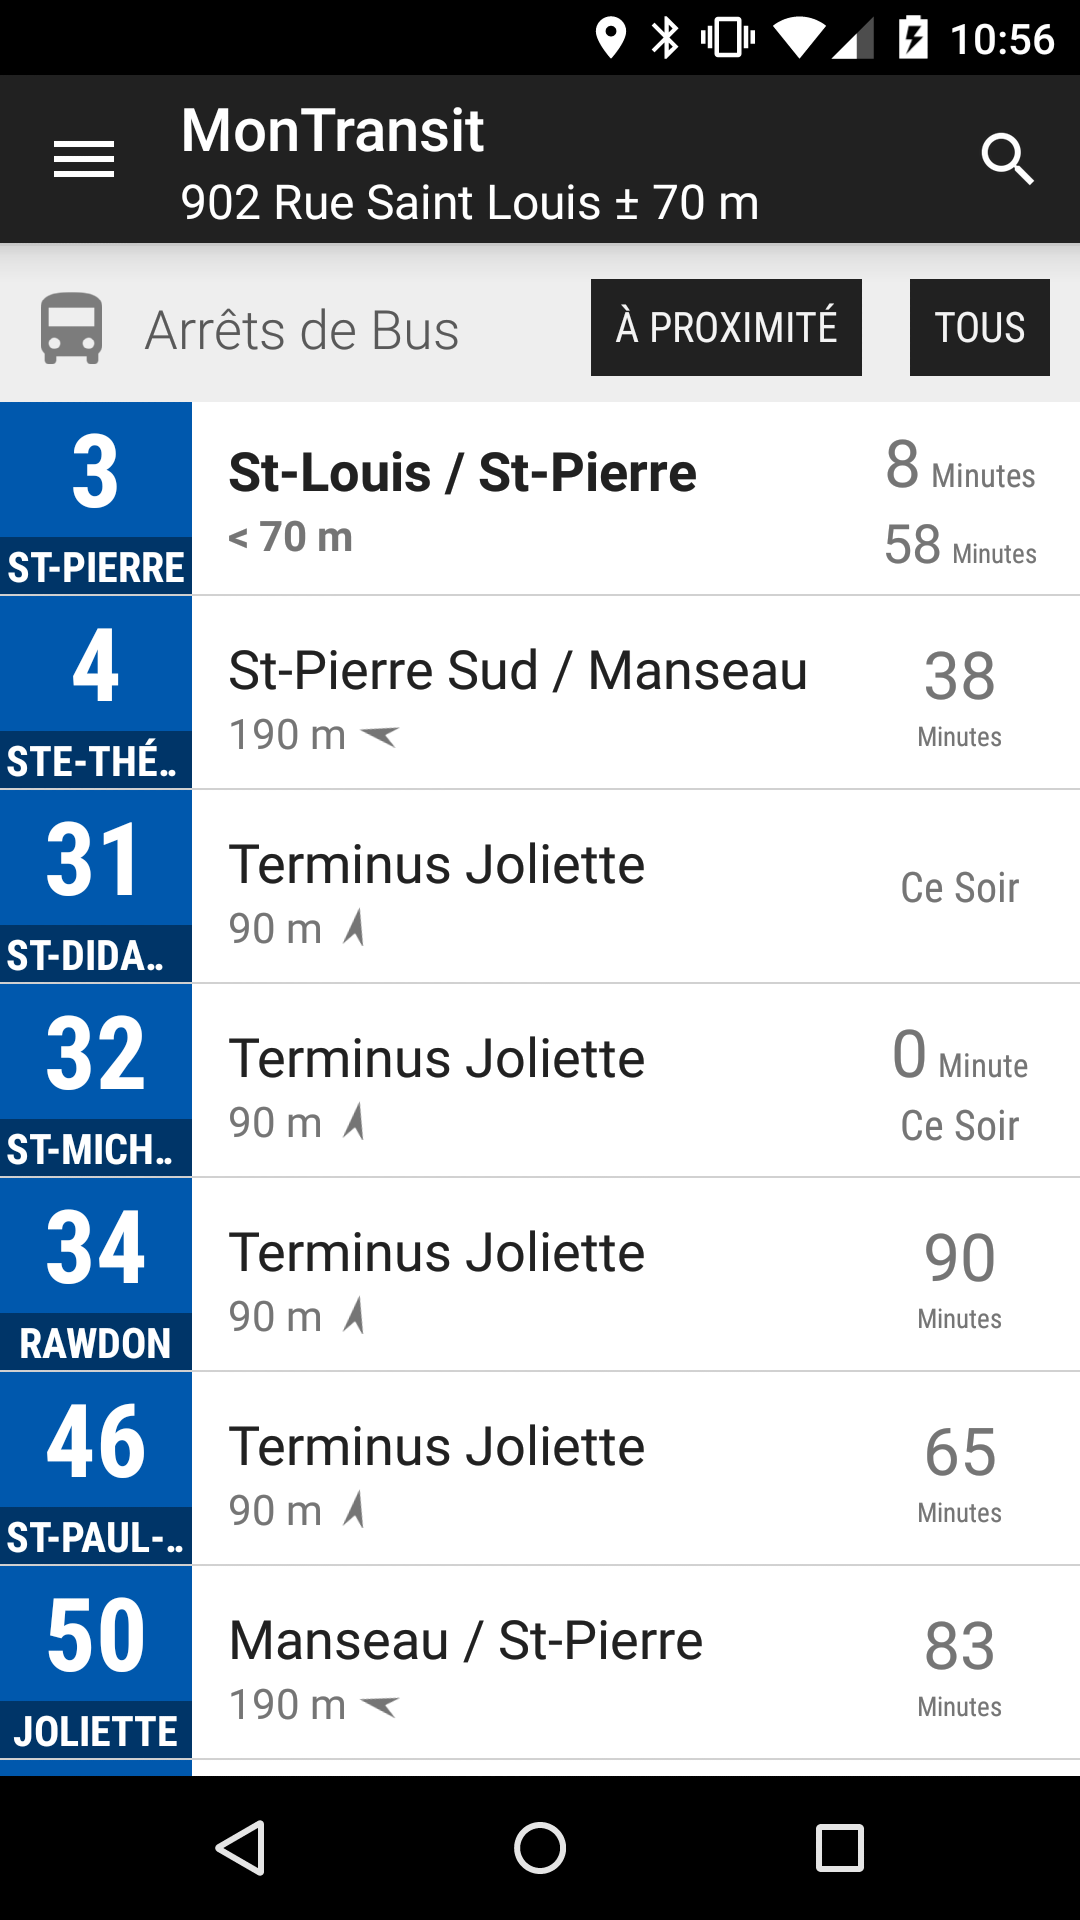 10:56
MonTransit
902 Rue Saint Louis ± 70 m
Arrêts de Bus
À PROXIMITÉ
TOUS
3
ST-PIERRE
St-Louis / St-Pierre
< 70 m
8 Minutes
58 Minutes
4
STE-THÉ..
St-Pierre Sud / Manseau
190 m
38
Minutes
31
ST-DIDA..
Terminus Joliette
90 m
Ce Soir
32
ST-MICH..
Terminus Joliette
90 m
0 Minute
Ce Soir
34
RAWDON
Terminus Joliette
90 m
90
Minutes
46
ST-PAUL-..
Terminus Joliette
90 m
65
Minutes
50
JOLIETTE
Manseau / St-Pierre
190 m
83
Minutes